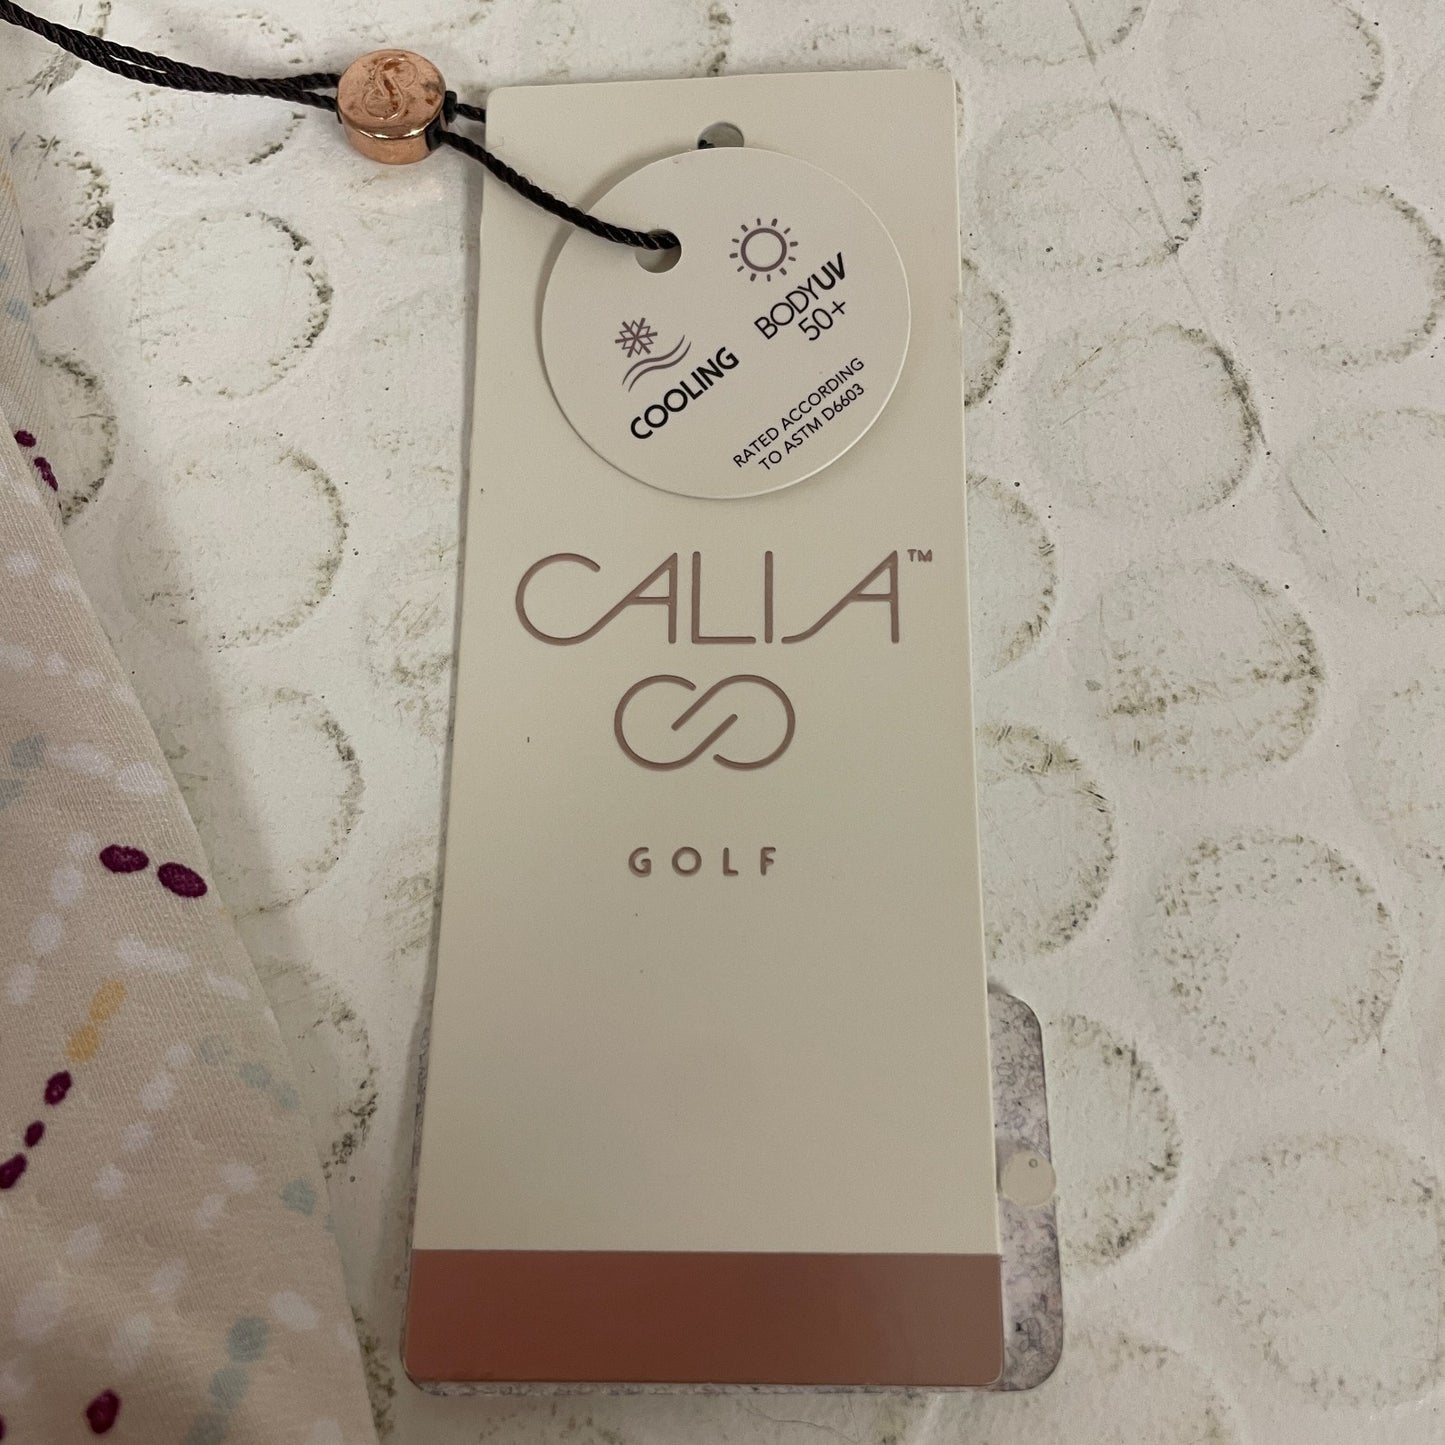 COOLING
BODYUV
50+
RATED ACCORDING
TO ASTM D6603
CALIA™
GOLF